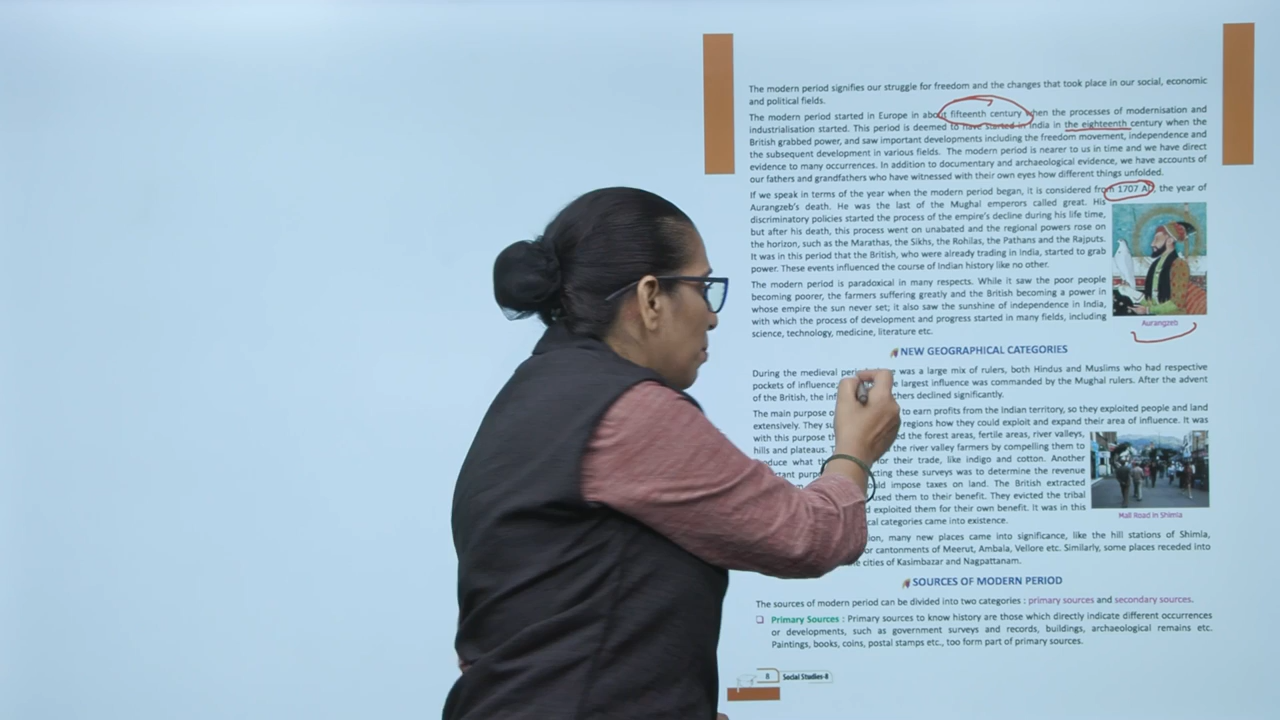 The modern period signifies our struggle for freedom and the changes that took place in our social, economic
and political fields.
The modern period started in Europe in about fifteenth century when the processes of modernisation and
industrialisation started. This period is deemed to have started in India in the eighteenth century when the
British grabbed power, and saw important developments including the freedom movement, independence and
the subsequent development in various fields. The modern period is nearer to us in time and we have direct
evidence to many occurrences. In addition to documentary and archaeological evidence, we have accounts of
our fathers and grandfathers who have witnessed with their own eyes how different things unfolded.
If we speak in terms of the year when the modern period began, it is considered from 1707 AD, the year of
Aurangzeb's death. He was the last of the Mughal emperors called great. His
discriminatory policies started the process of the empire's decline during his life time,
but after his death, this process went on unabated and the regional powers rose on
the horizon, such as the Marathas, the Sikhs, the Rohilas, the Pathans and the Rajputs.
It was in this period that the British, who were already trading in India, started to grab
power. These events influenced the course of Indian history like no other.
The modern period is paradoxical in many respects. While it saw the poor people
becoming poorer, the farmers suffering greatly and the British becoming a power in
whose empire the sun never set; it also saw the sunshine of independence in India,
with which the process of development and progress started in many fields, including
science, technology, medicine, literature etc.
Aurangzeb
NEW GEOGRAPHICAL CATEGORIES
During the medieval was a large mix of rulers, both Hindus and Muslims who had respective
pockets of influence; largest influence was commanded by the Mughal rulers. After the advent
of the British, the declined significantly.
The main purpose to earn profits from the Indian territory, so they exploited people and land
extensively. They regions how they could exploit and expand their area of influence. It was
with this purpose the forest areas, fertile areas, river valleys,
hills and plateaus. the river valley farmers by compelling them to
what for their trade, like indigo and cotton. Another
these surveys was to determine the revenue
impose taxes on land. The British extracted
used them to their benefit. They evicted the tribal
exploited them for their own benefit. It was in this
categories came into existence.
Mall Road in Shimla
many new places came into significance, like the hill stations of Shimla,
or cantonments of Meerut, Ambala, Vellore etc. Similarly, some places receded into
cities of Kasimbazar and Nagpattanam.
SOURCES OF MODERN PERIOD
The sources of modern period can be divided into two categories : primary sources and secondary sources.
❑ Primary Sources : Primary sources to know history are those which directly indicate different occurrences
or developments, such as government surveys and records, buildings, archaeological remains etc.
Paintings, books, coins, postal stamps etc., too form part of primary sources.
8 Social Studies-8